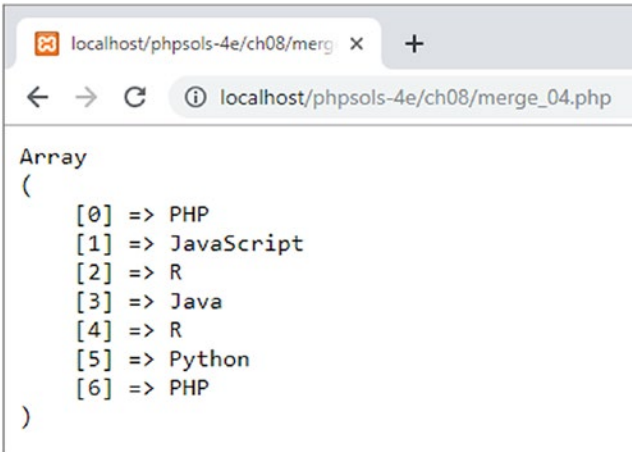 localhost/phpsols-4e/ch08/merg
localhost/phpsols-4e/ch08/merge_04.php
Array
(
    [0] => PHP
    [1] => JavaScript
    [2] => R
    [3] => Java
    [4] => R
    [5] => Python
    [6] => PHP
)